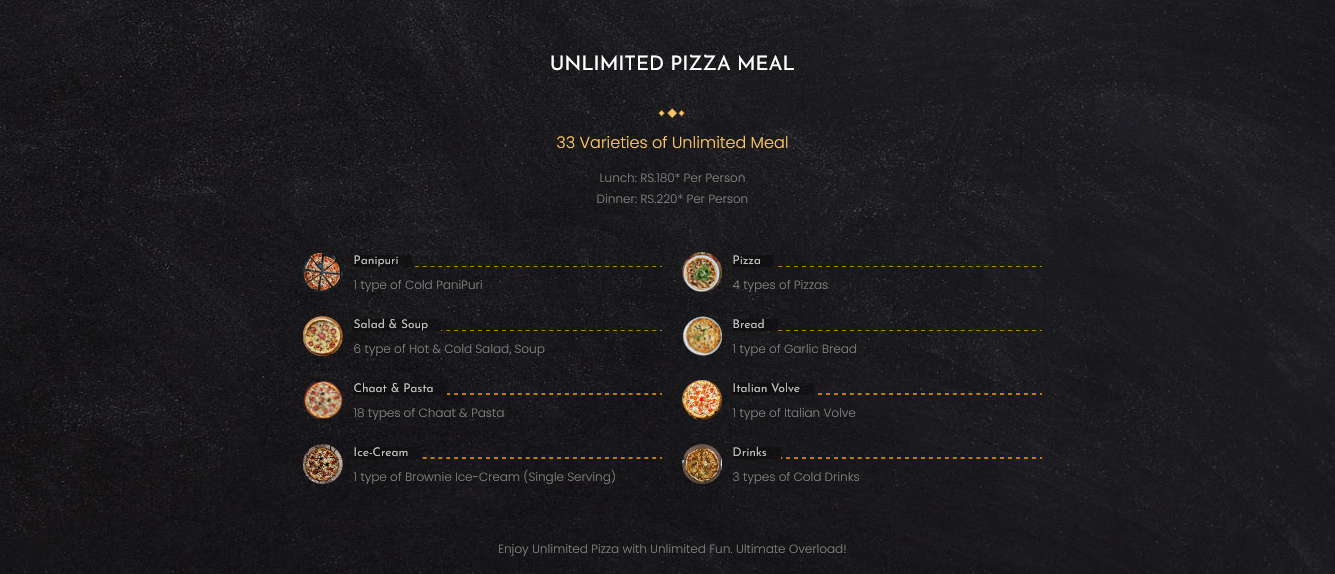 UNLIMITED PIZZA MEAL
33 Varieties of Unlimited Meal
Lunch: RS.180* Per Person
Dinner: RS.220* Per Person
Panipuri
1 type of Cold PaniPuri
Salad & Soup
6 type of Hot & Cold Salad, Soup
Chaat & Pasta
18 types of Chaat & Pasta
Ice-Cream
1 type of Brownie Ice-Cream (Single Serving)
Pizza
4 types of Pizzas
Bread
1 type of Garlic Bread
Italian Volve
1 type of Italian Volve
Drinks
3 types of Cold Drinks
Enjoy Unlimited Pizza with Unlimited Fun. Ultimate Overload!